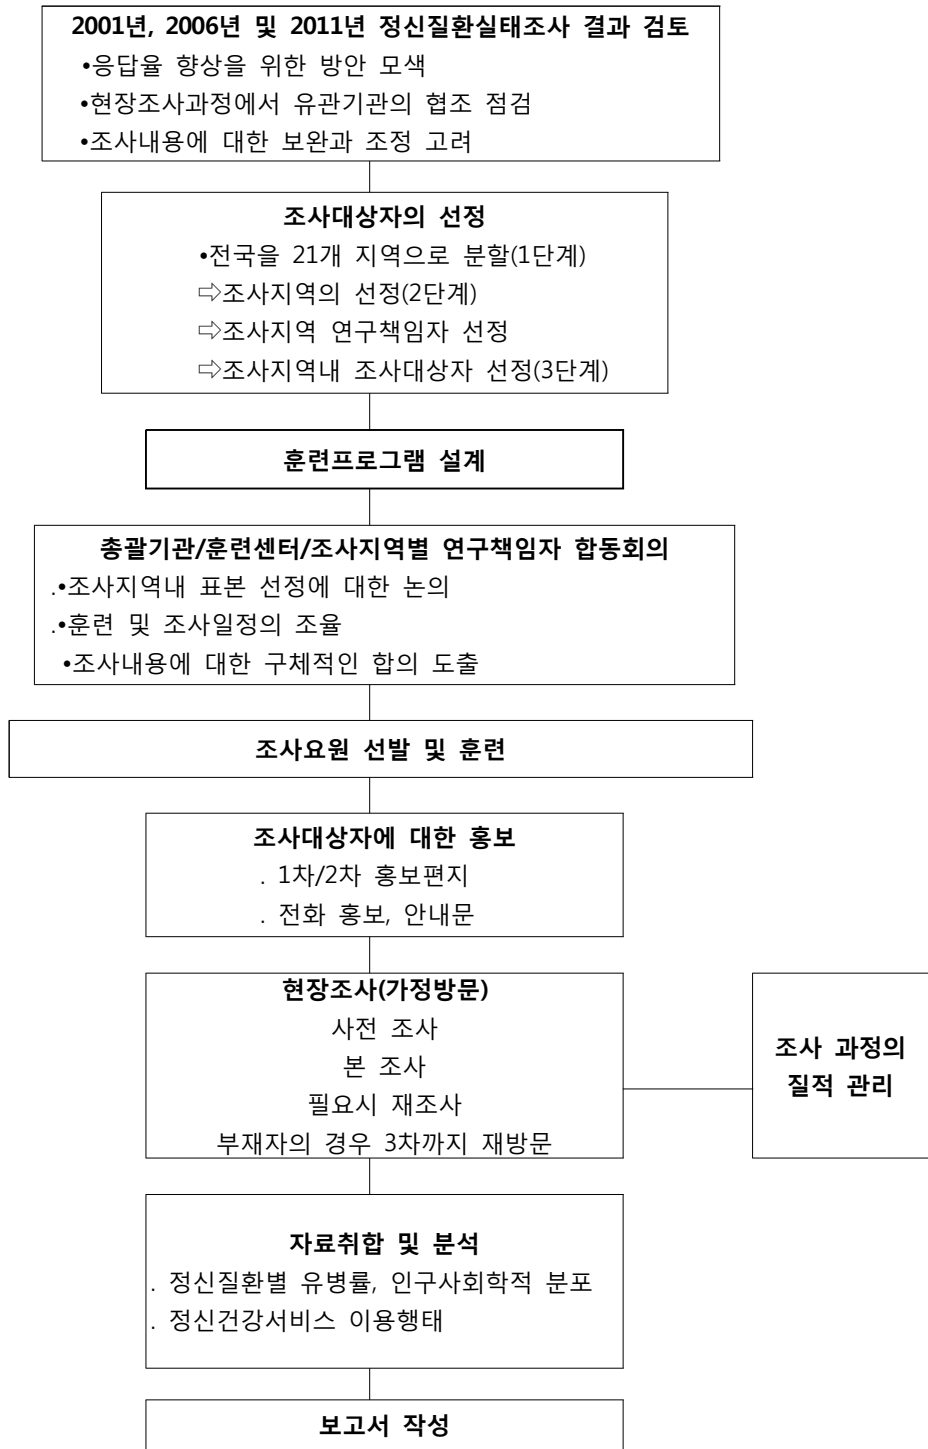 2001년, 2006년 및 2011년 정신질환실태조사 결과 검토
•응답율 향상을 위한 방안 모색
•현장조사과정에서 유관기관의 협조 점검
•조사내용에 대한 보완과 조정 고려
조사대상자의 선정
•전국을 21개 지역으로 분할(1단계)
⇨조사지역의 선정(2단계)
⇨조사지역 연구책임자 선정
⇨조사지역내 조사대상자 선정(3단계)
훈련프로그램 설계
총괄기관/훈련센터/조사지역별 연구책임자 합동회의
.•조사지역내 표본 선정에 대한 논의
.•훈련 및 조사일정의 조율
•조사내용에 대한 구체적인 합의 도출
조사요원 선발 및 훈련
조사대상자에 대한 홍보
. 1차/2차 홍보편지
. 전화 홍보, 안내문
현장조사(가정방문)
사전 조사
본 조사
필요시 재조사
부재자의 경우 3차까지 재방문
조사 과정의
질적 관리
자료취합 및 분석
. 정신질환별 유병률, 인구사회학적 분포
. 정신건강서비스 이용행태
보고서 작성